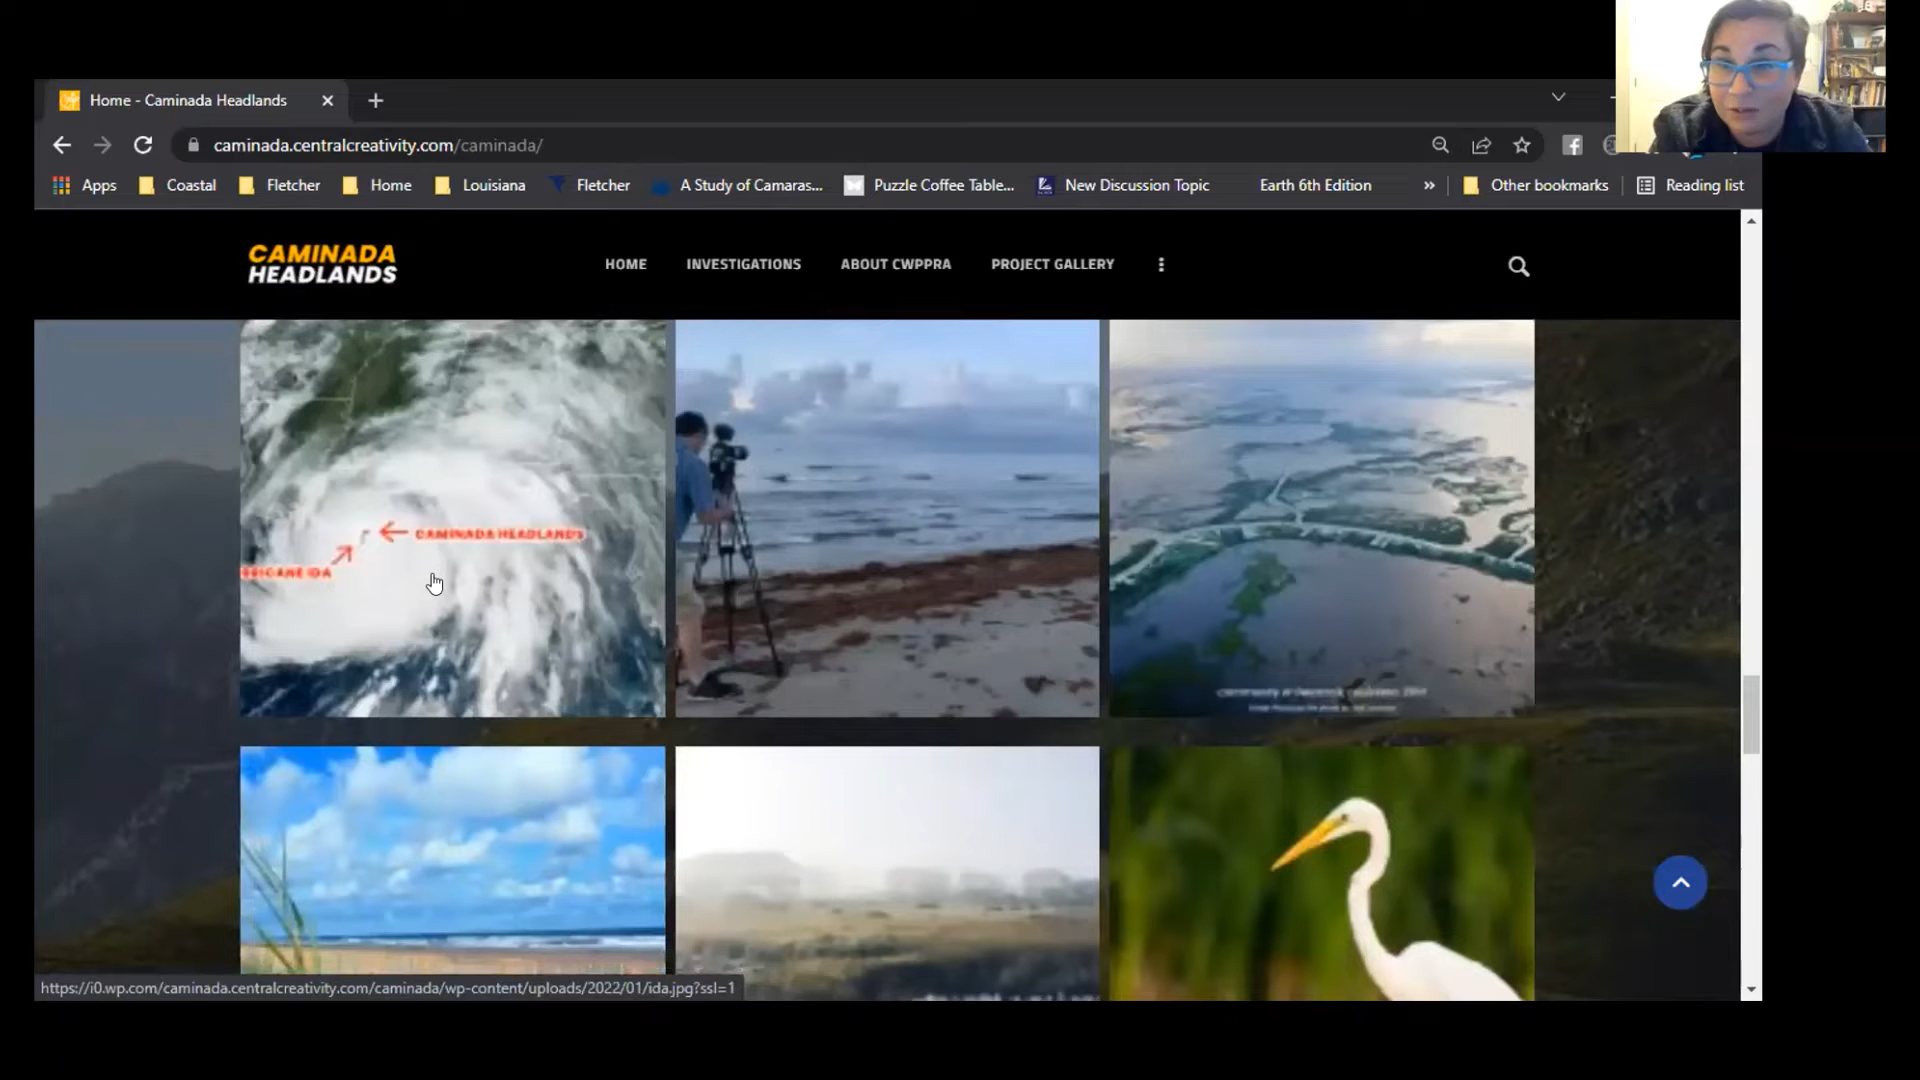 Home - Caminada Headlands
caminada.centralcreativity.com/caminada/
Apps Coastal Fletcher Home Louisiana Fletcher A Study of Camaras... Puzzle Coffee Table... New Discussion Topic Earth 6th Edition » Other bookmarks Reading list
CAMINADA
HEADLANDS
HOME INVESTIGATIONS ABOUT CWPPRA PROJECT GALLERY
CAMINADA HEADLANDS
RRICANE IDA
https://i0.wp.com/caminada.centralcreativity.com/caminada/wp-content/uploads/2022/01/ida.jpg?ssl=1